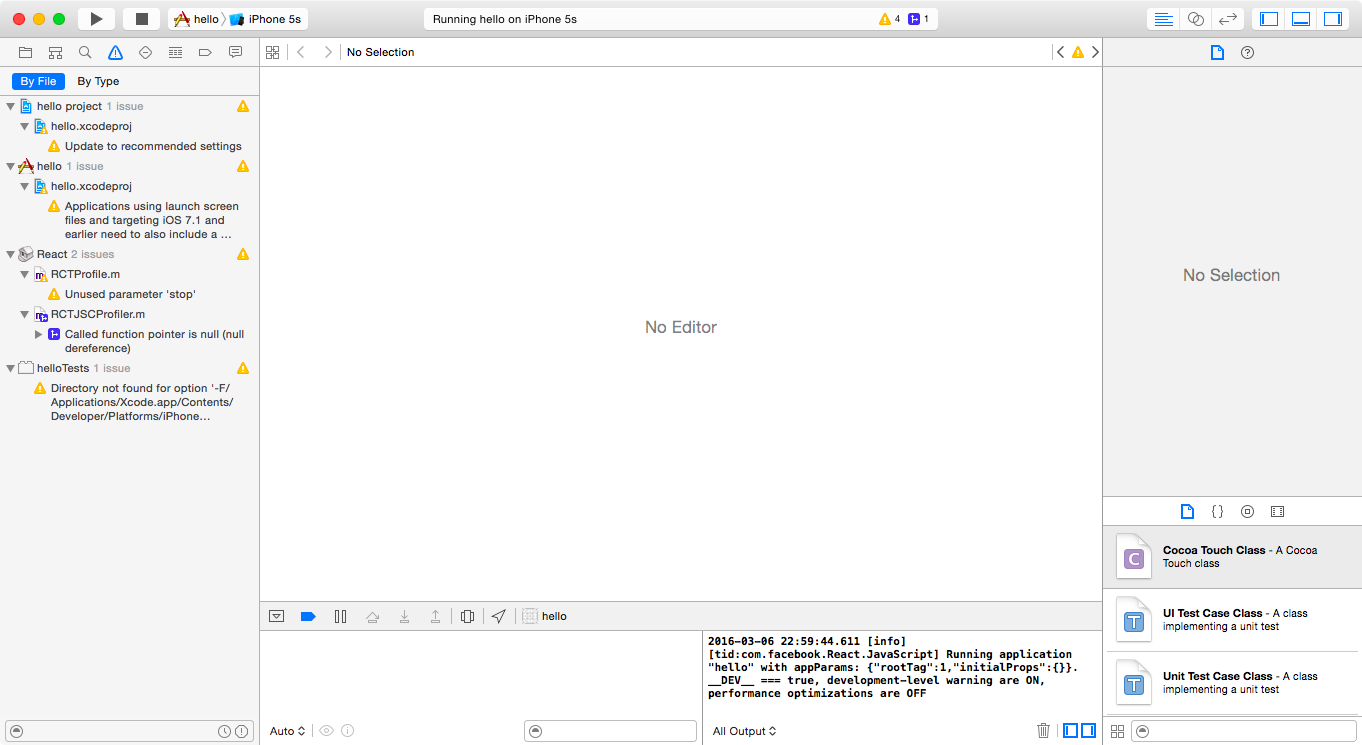 hello
iPhone 5s
Running hello on iPhone 5s
4
1
No Selection
By File
By Type
hello project 1 issue
hello.xcodeproj
Update to recommended settings
hello 1 issue
hello.xcodeproj
Applications using launch screen
files and targeting iOS 7.1 and
earlier need to also include a ...
React 2 issues
RCTProfile.m
Unused parameter 'stop'
RCTJSCProfiler.m
Called function pointer is null (null
dereference)
helloTests 1 issue
Directory not found for option '-F/
Applications/Xcode.app/Contents/
Developer/Platforms/iPhone...
No Editor
No Selection
Cocoa Touch Class - A Cocoa
Touch class
UI Test Case Class - A class
implementing a unit test
Unit Test Case Class - A class
implementing a unit test
hello
2016-03-06 22:59:44.611 [info]
[tid:com.facebook.React.JavaScript] Running application
"hello" with appParams: {"rootTag":1,"initialProps":{}}.
__DEV__ === true, development-level warning are ON,
performance optimizations are OFF
Auto
All Output